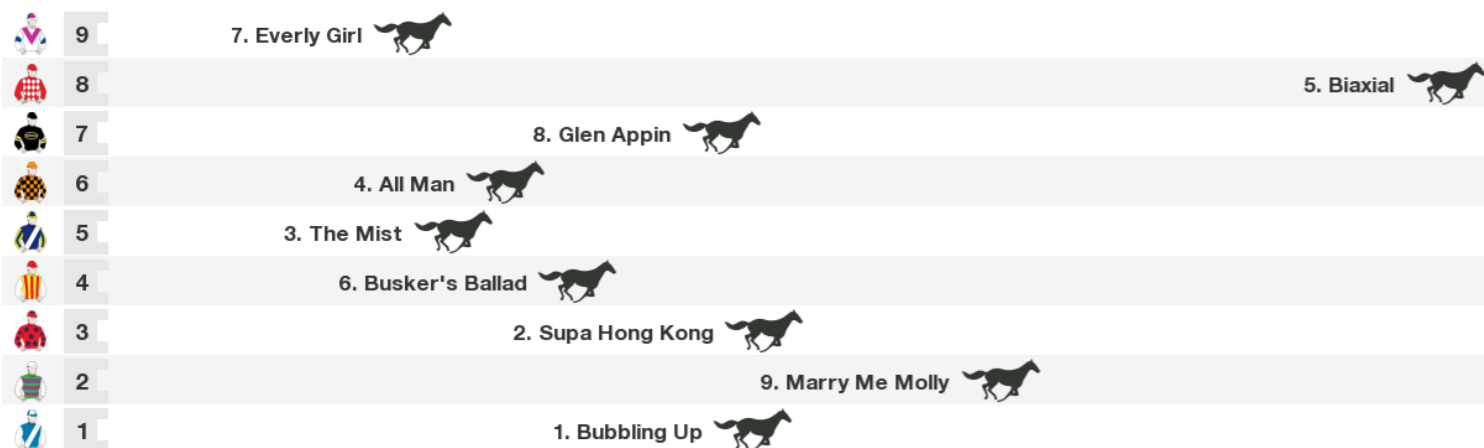 9 7. Everly Girl
8 5. Biaxial
7 8. Glen Appin
6 4. All Man
5 3. The Mist
4 6. Busker's Ballad
3 2. Supa Hong Kong
2 9. Marry Me Molly
1 1. Bubbling Up